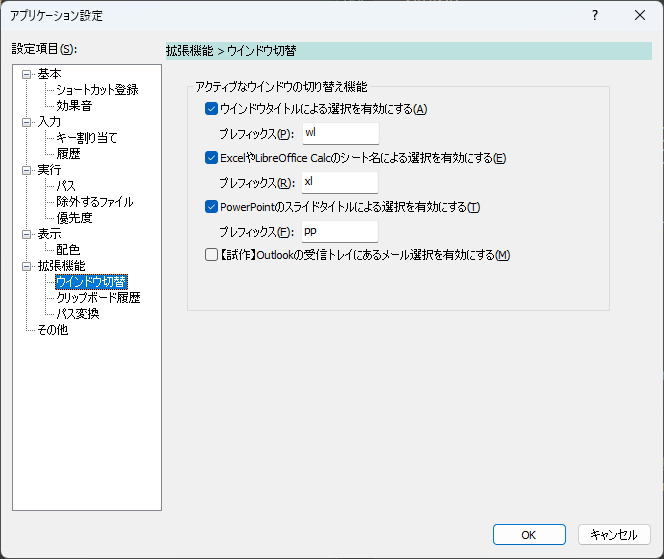 アプリケーション設定
設定項目(S):
基本
ショートカット登録
効果音
入力
キー割り当て
履歴
実行
パス
除外するファイル
優先度
表示
配色
拡張機能
ウインドウ切替
クリップボード履歴
パス変換
その他
拡張機能 > ウインドウ切替
アクティブなウインドウの切り替え機能
ウインドウタイトルによる選択を有効にする(A)
プレフィックス(P): wl
ExcelやLibreOffice Calcのシート名による選択を有効にする(E)
プレフィックス(R): xl
PowerPointのスライドタイトルによる選択を有効にする(T)
プレフィックス(F): pp
【試作】Outlookの受信トレイにあるメール選択を有効にする(M)
OK
キャンセル